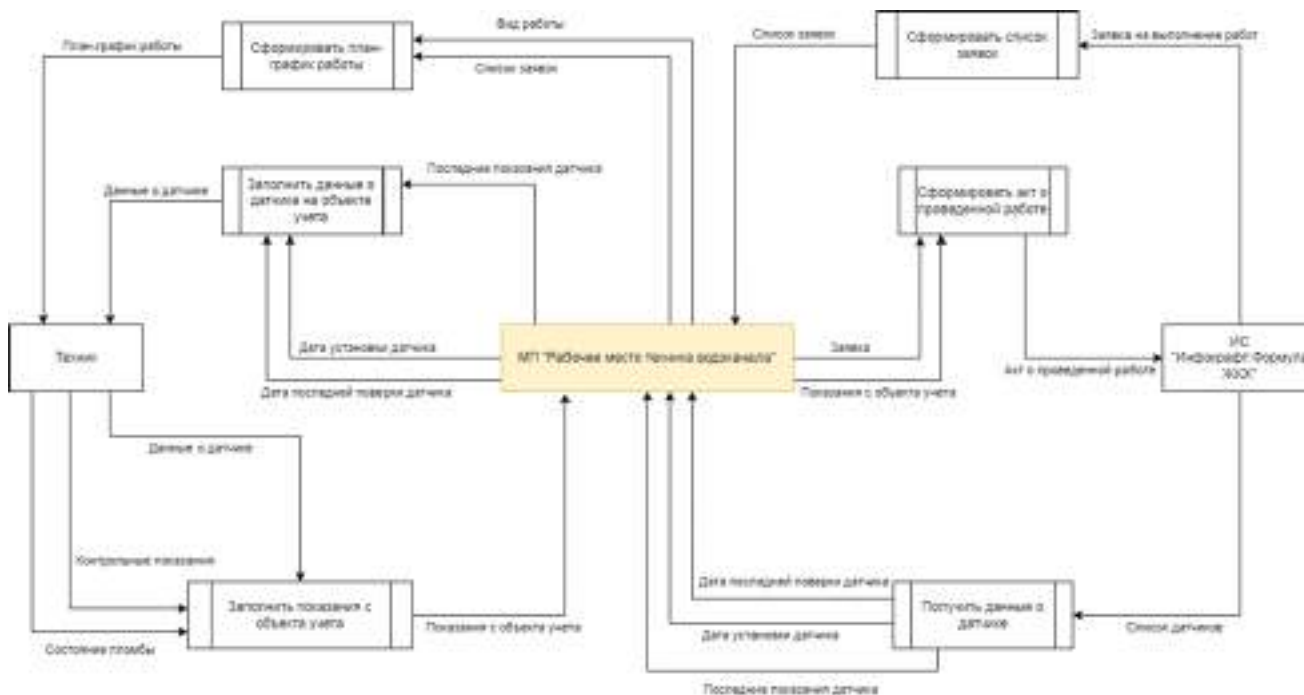 Вид работы
План-график работы
Сформировать план-
график работы
Список заявок
Список заявок
Сформировать список
заявок
Заявка на выполнение работ
Последние показания датчика
Данные о датчике
Заполнить данные о
датчике на объекте
учета
Сформировать акт о
проведенной работе
Техник
Дата установки датчика
Дата последней поверки датчика
МП "Рабочее место техника водоканала"
Заявка
Показания с объекта учета
Акт о проведенной работе
ИС
"Инфокрафт: Формула
ЖКХ"
Данные о датчике
Контрольные показания
Заполнить показания с
объекта учета
Показания с объекта учета
Состояние пломбы
Дата последней поверки датчика
Дата установки датчика
Последние показания датчика
Получить данные о
датчике
Список датчиков